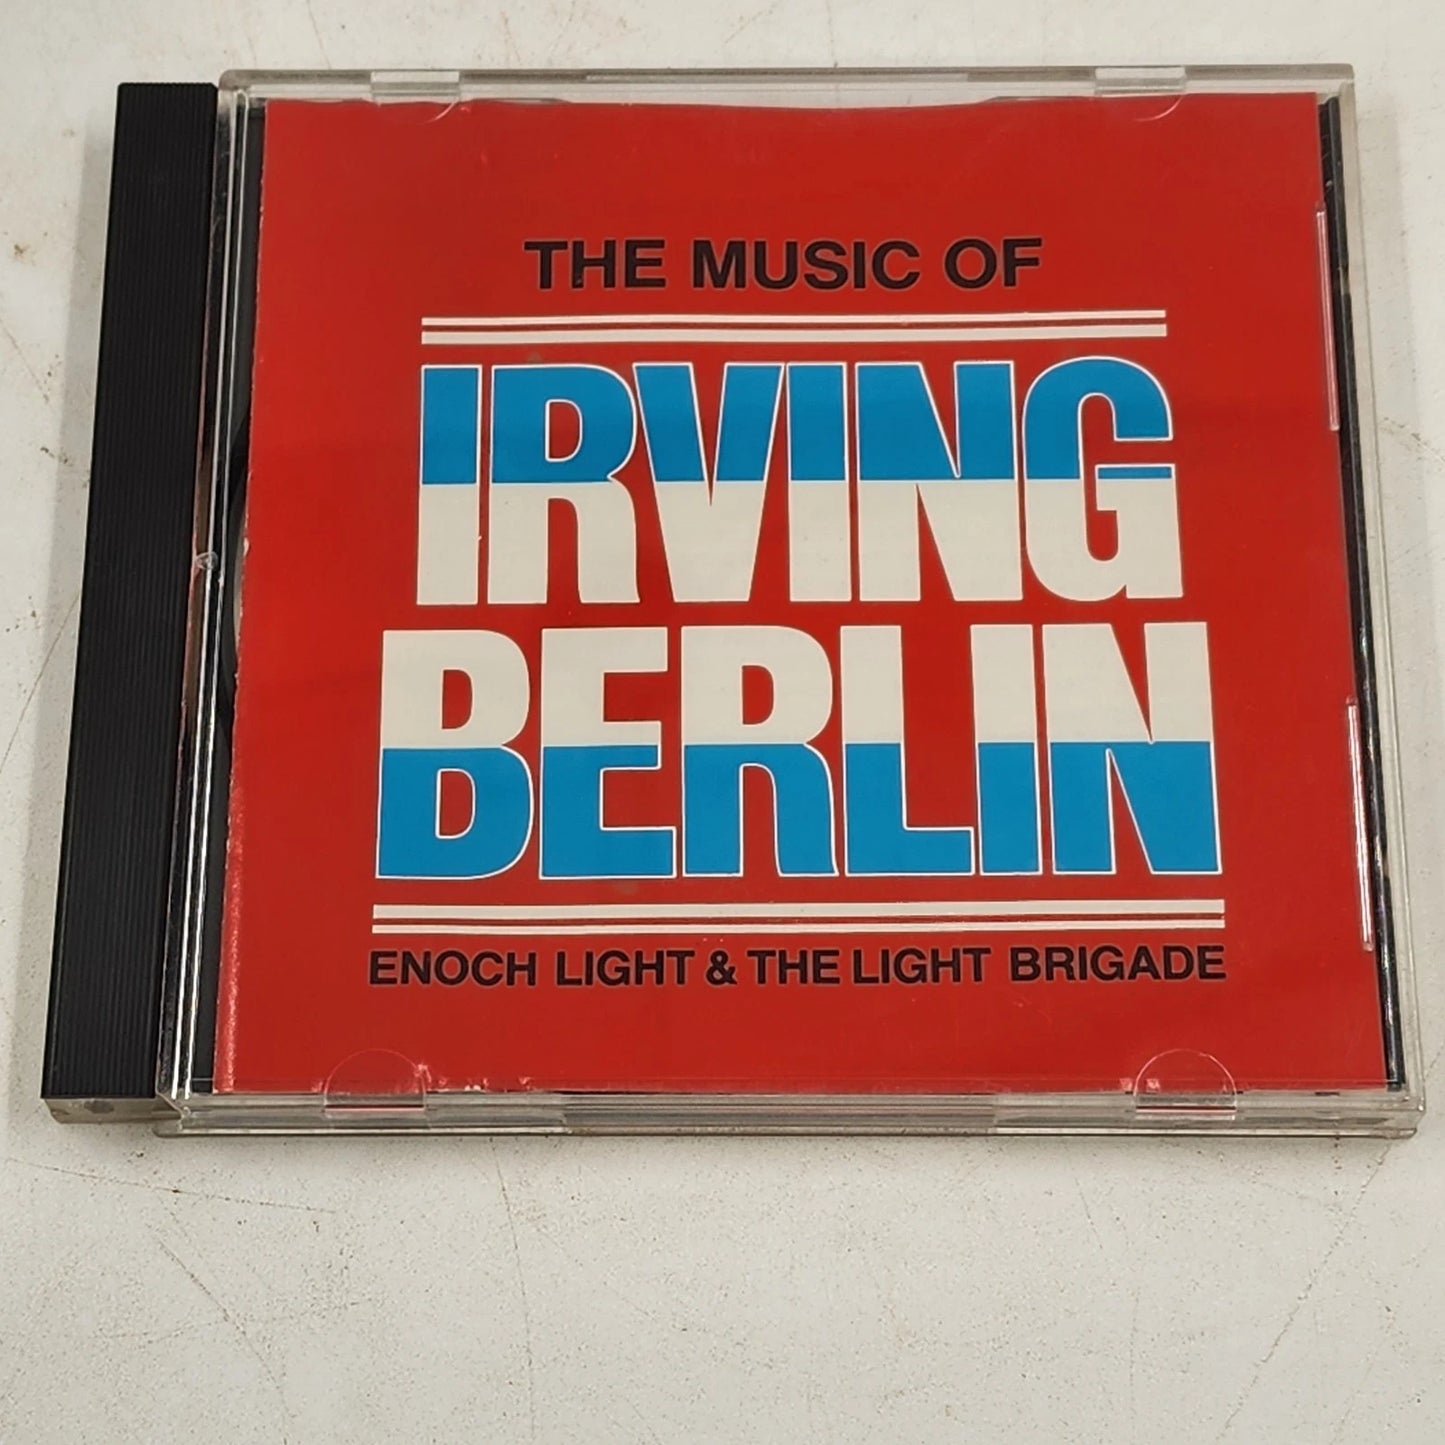 THE MUSIC OF
IRVING
BERLIN
ENOCH LIGHT & THE LIGHT BRIGADE